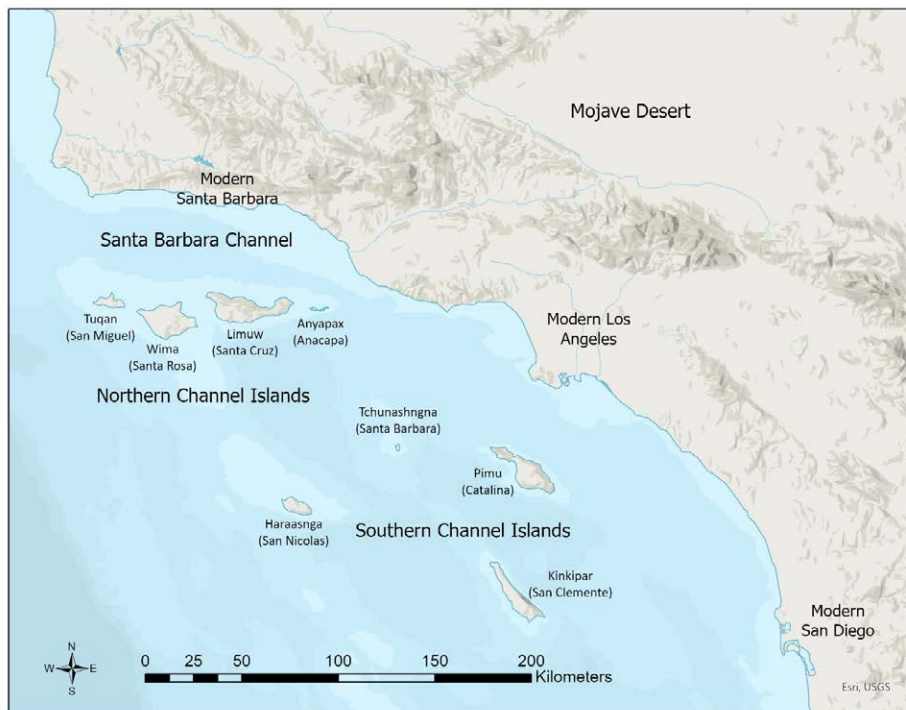 Mojave Desert
Modern
Santa Barbara
Santa Barbara Channel
Tuqan
(San Miguel)
Wima
(Santa Rosa)
Limuw
(Santa Cruz)
Anyapax
(Anacapa)
Modern Los
Angeles
Northern Channel Islands
Tchunashngna
(Santa Barbara)
Pimu
(Catalina)
Haraasnga
(San Nicolas)
Southern Channel Islands
Kinkipar
(San Clemente)
Modern
San Diego
N
W E
S
0 25 50 100 150 200
Kilometers
Esri, USGS